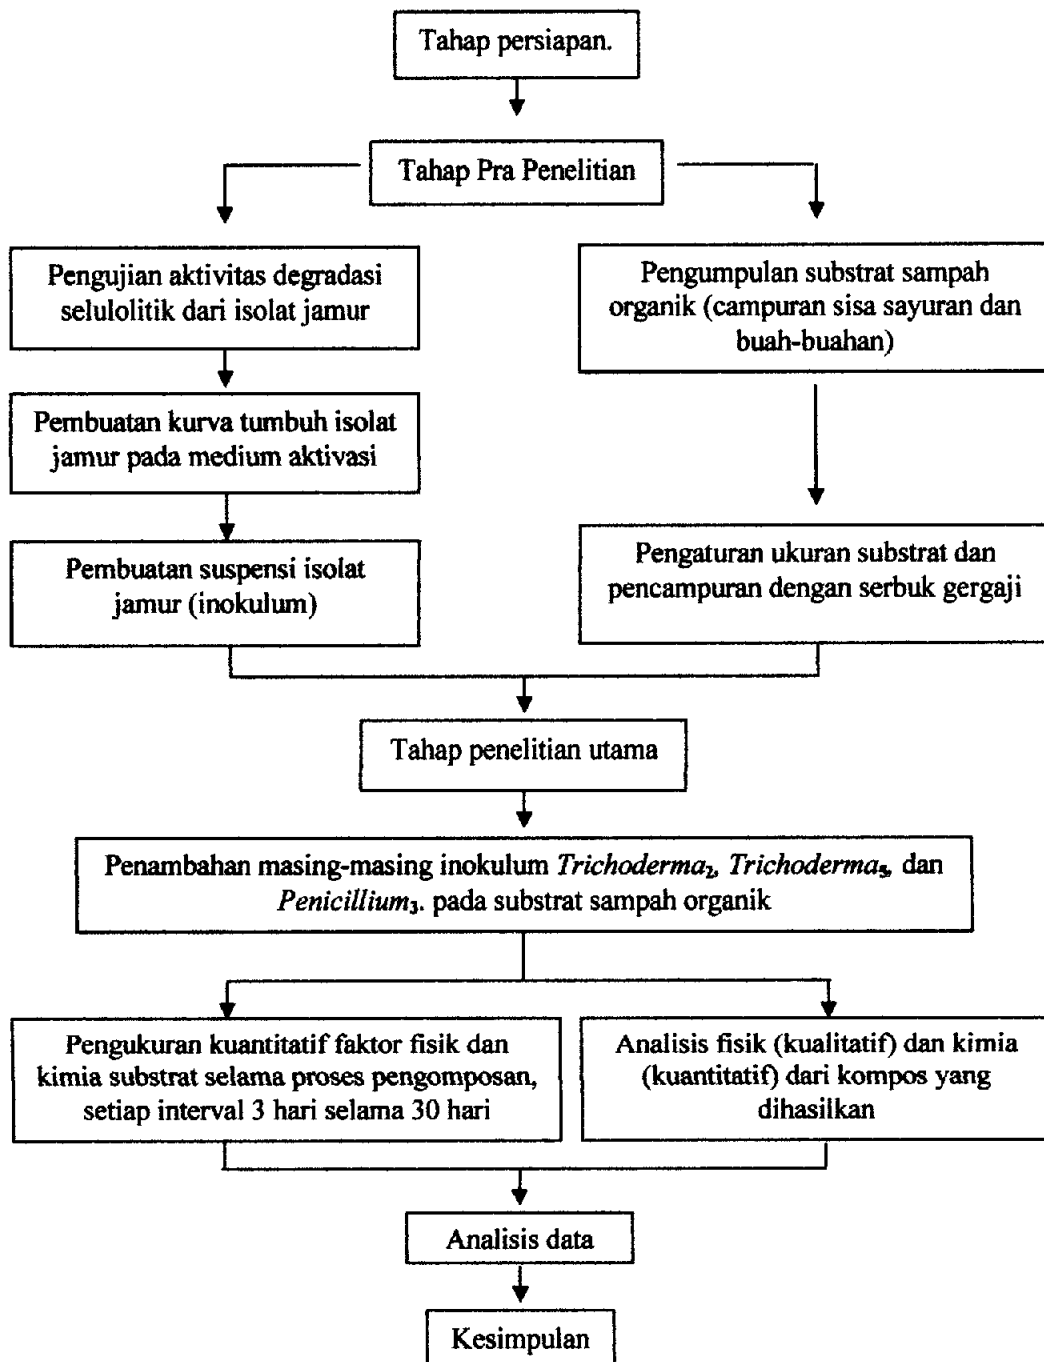 Tahap persiapan.
Tahap Pra Penelitian
Pengujian aktivitas degradasi
selulolitik dari isolat jamur
Pembuatan kurva tumbuh isolat
jamur pada medium aktivasi
Pembuatan suspensi isolat
jamur (inokulum)
Pengumpulan substrat sampah
organik (campuran sisa sayuran dan
buah-buahan)
Pengaturan ukuran substrat dan
pencampuran dengan serbuk gergaji
Tahap penelitian utama
Penambahan masing-masing inokulum Trichoderma₂, Trichoderma₅, dan
Penicillium₃. pada substrat sampah organik
Pengukuran kuantitatif faktor fisik dan
kimia substrat selama proses pengomposan,
setiap interval 3 hari selama 30 hari
Analisis fisik (kualitatif) dan kimia
(kuantitatif) dari kompos yang
dihasilkan
Analisis data
Kesimpulan